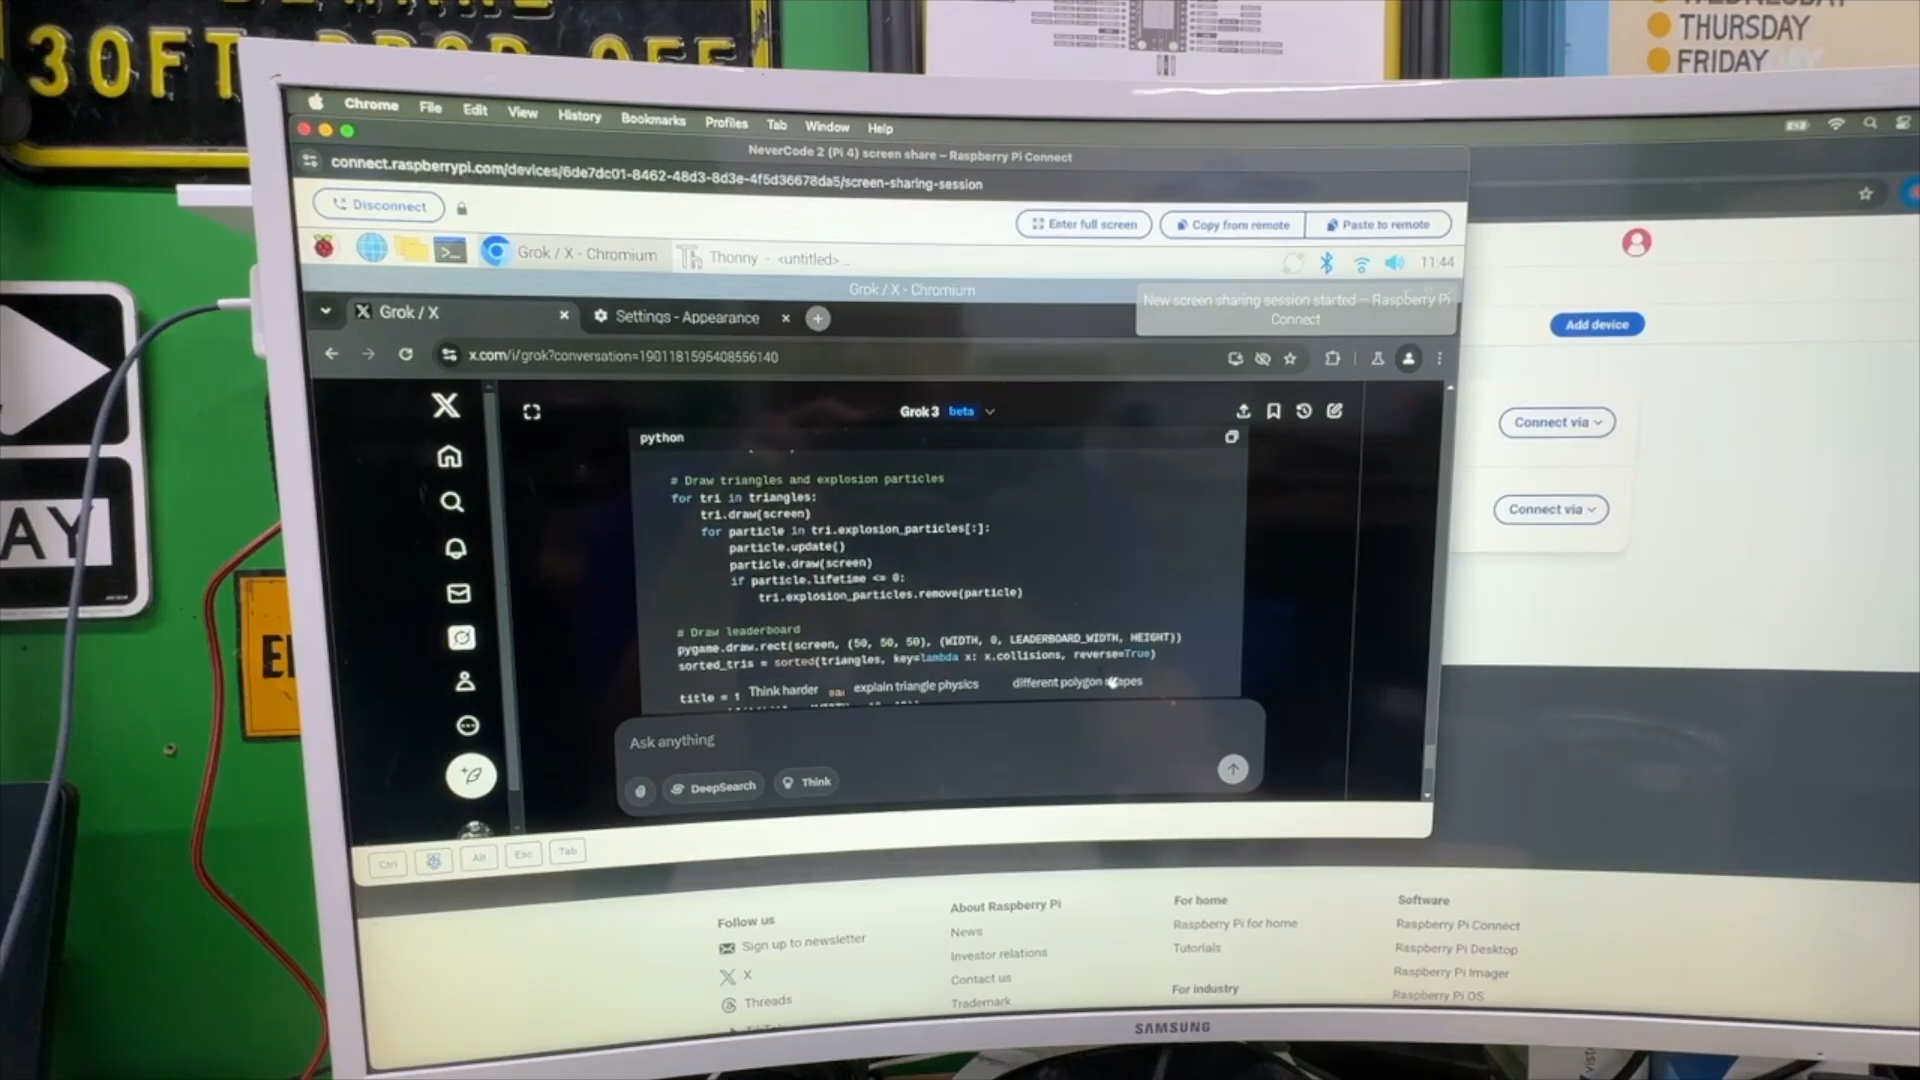 30FT DROP OFF
THURSDAY
FRIDAY
AY
Chrome File Edit View History Bookmarks Profiles Tab Window Help
NeverCode 2 (Pi 4) screen share – Raspberry Pi Connect
connect.raspberrypi.com/devices/6de7dc01-8462-48d3-8d3e-4f5d36678da5/screen-sharing-session
Disconnect
Enter full screen
Copy from remote
Paste to remote
Grok / X - Chromium
Thonny - <untitled> ..
11:44
Grok / X - Chromium
New screen sharing session started – Raspberry Pi
Connect
Grok / X
Settings - Appearance
x.com/i/grok?conversation=1901181595408556140
Add device
Connect via
Connect via
Grok 3 beta
python
# Draw triangles and explosion particles
for tri in triangles:
tri.draw(screen)
for particle in tri.explosion_particles[:]:
particle.update()
particle.draw(screen)
if particle.lifetime <= 0:
tri.explosion_particles.remove(particle)
# Draw leaderboard
pygame.draw.rect(screen, (50, 50, 50), (WIDTH, 0, LEADERBOARD_WIDTH, HEIGHT))
sorted_tris = sorted(triangles, key=lambda x: x.collisions, reverse=True)
title =
Think harder
explain triangle physics
different polygon shapes
Ask anything
DeepSearch
Think
Ctrl
Alt
Esc
Tab
Follow us
Sign up to newsletter
X
Threads
About Raspberry Pi
News
Investor relations
Contact us
Trademark
For home
Raspberry Pi for home
Tutorials
For industry
Software
Raspberry Pi Connect
Raspberry Pi Desktop
Raspberry Pi Imager
Raspberry Pi OS
SAMSUNG